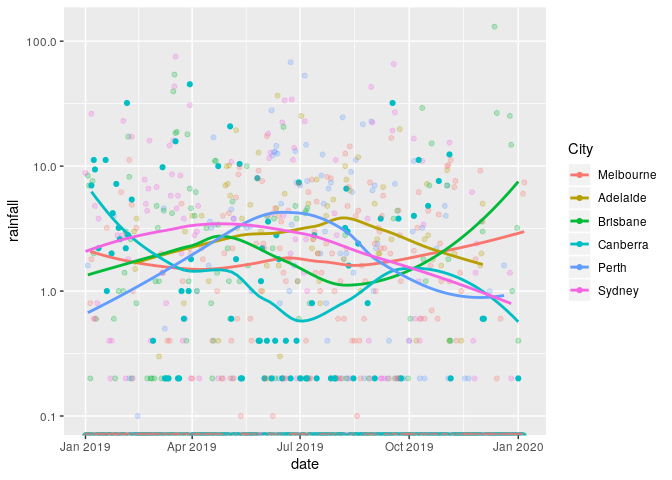 rainfall
100.0
10.0
1.0
0.1
Jan 2019 Apr 2019 Jul 2019 Oct 2019 Jan 2020
date
City
Melbourne
Adelaide
Brisbane
Canberra
Perth
Sydney